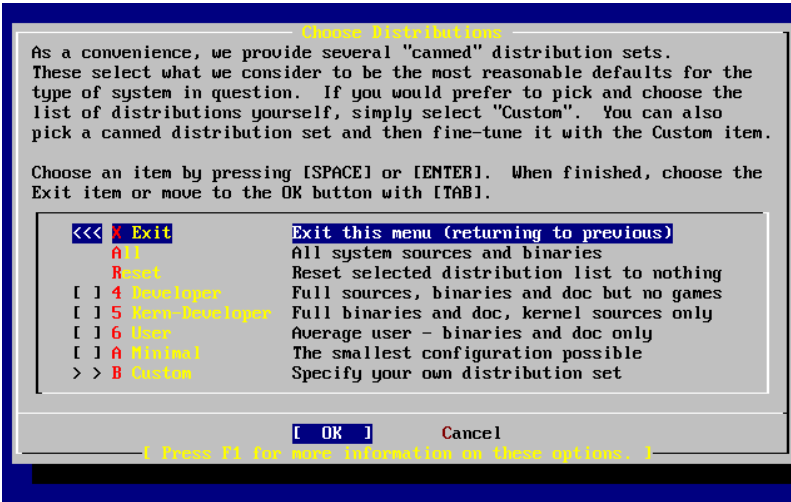 Choose Distributions
As a convenience, we provide several "canned" distribution sets.
These select what we consider to be the most reasonable defaults for the
type of system in question.  If you would prefer to pick and choose the
list of distributions yourself, simply select "Custom".  You can also
pick a canned distribution set and then fine-tune it with the Custom item.
Choose an item by pressing [SPACE] or [ENTER].  When finished, choose the
Exit item or move to the OK button with [TAB].
<<< X Exit Exit this menu (returning to previous)
All All system sources and binaries
Reset Reset selected distribution list to nothing
[ ] 4 Developer Full sources, binaries and doc but no games
[ ] 5 Kern-Developer Full binaries and doc, kernel sources only
[ ] 6 User Average user - binaries and doc only
[ ] A Minimal The smallest configuration possible
> > B Custom Specify your own distribution set
[ OK ] Cancel
[ Press F1 for more information on these options. ]